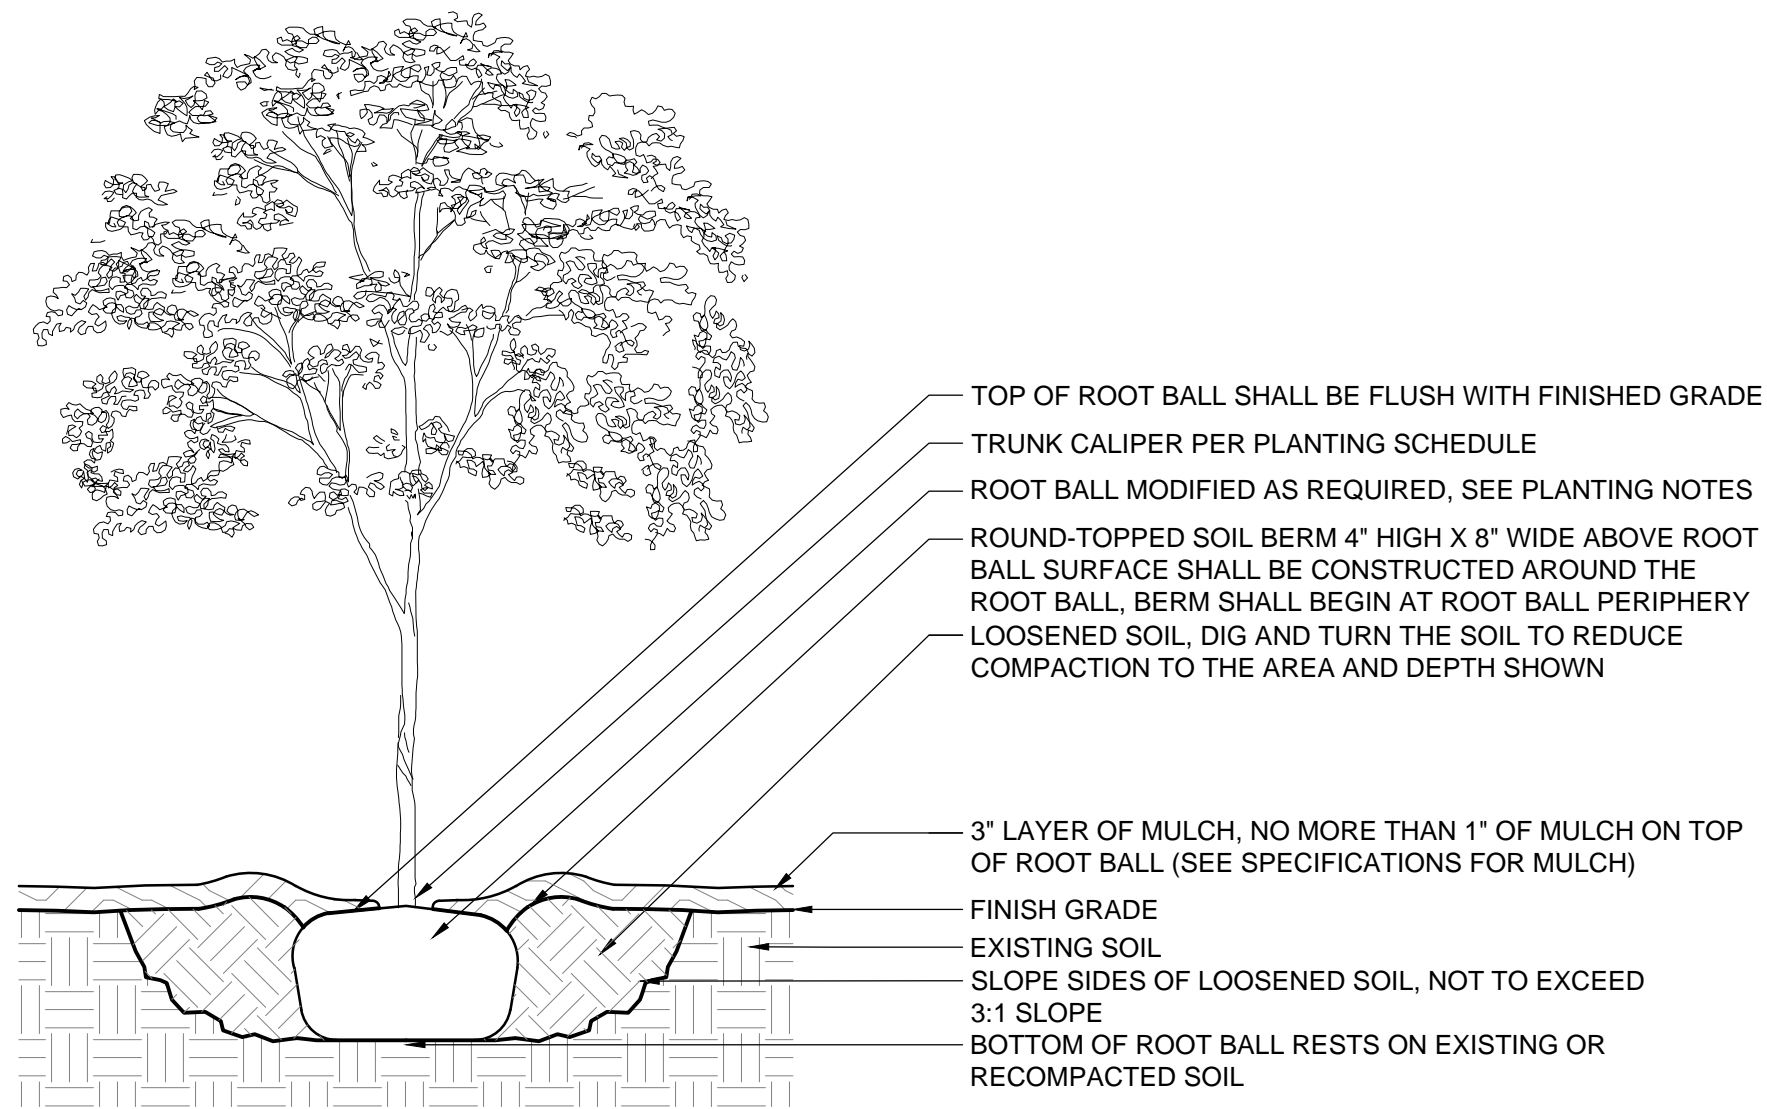 TOP OF ROOT BALL SHALL BE FLUSH WITH FINISHED GRADE
TRUNK CALIPER PER PLANTING SCHEDULE
ROOT BALL MODIFIED AS REQUIRED, SEE PLANTING NOTES
ROUND-TOPPED SOIL BERM 4" HIGH X 8" WIDE ABOVE ROOT
BALL SURFACE SHALL BE CONSTRUCTED AROUND THE
ROOT BALL, BERM SHALL BEGIN AT ROOT BALL PERIPHERY
LOOSENED SOIL, DIG AND TURN THE SOIL TO REDUCE
COMPACTION TO THE AREA AND DEPTH SHOWN
3" LAYER OF MULCH, NO MORE THAN 1" OF MULCH ON TOP
OF ROOT BALL (SEE SPECIFICATIONS FOR MULCH)
FINISH GRADE
EXISTING SOIL
SLOPE SIDES OF LOOSENED SOIL, NOT TO EXCEED
3:1 SLOPE
BOTTOM OF ROOT BALL RESTS ON EXISTING OR
RECOMPACTED SOIL